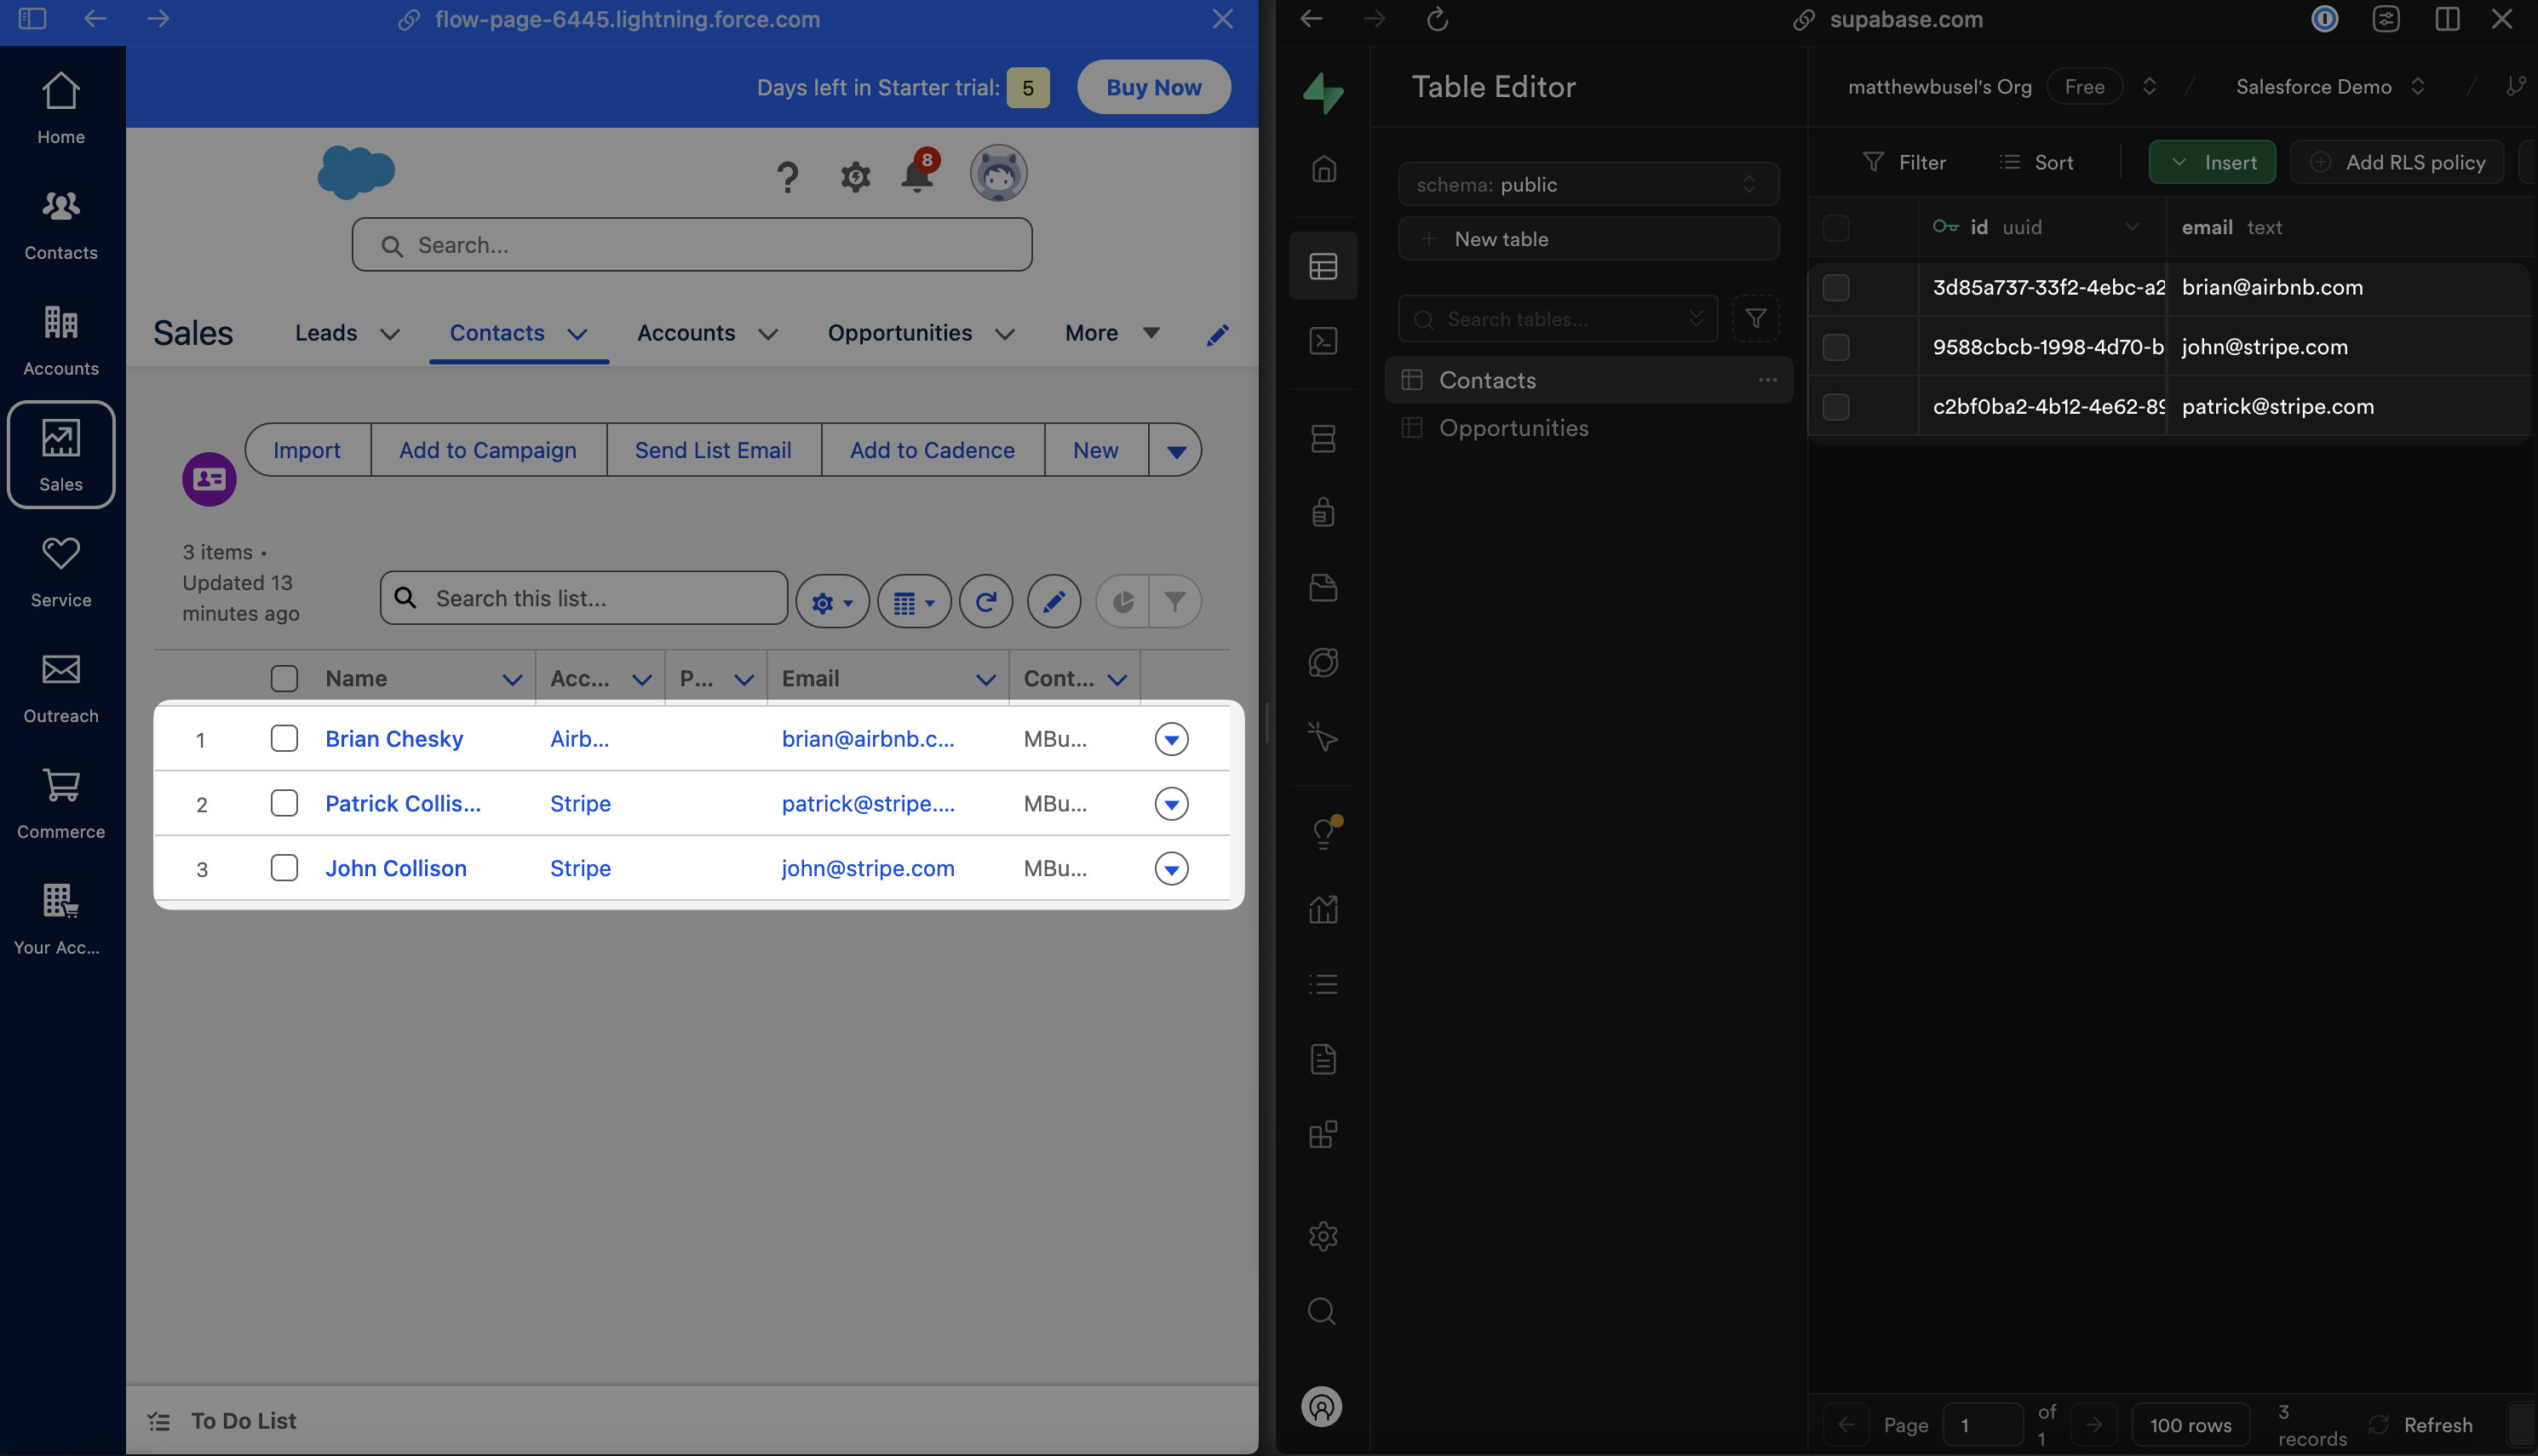 flow-page-6445.lightning.force.com
Days left in Starter trial: 5 Buy Now
Home
Contacts
Accounts
Sales
Service
Outreach
Commerce
Your Acc...
8
Search...
Sales Leads Contacts Accounts Opportunities More
Import Add to Campaign Send List Email Add to Cadence New
3 items •
Updated 13
minutes ago
Search this list...
Name Acc... P... Email Cont...
1 Brian Chesky Airb... brian@airbnb.c... MBu...
2 Patrick Collis... Stripe patrick@stripe.... MBu...
3 John Collison Stripe john@stripe.com MBu...
To Do List
supabase.com
Table Editor
matthewbusel's Org Free / Salesforce Demo /
schema: public
New table
Search tables...
Contacts
Opportunities
Filter Sort Insert Add RLS policy
id uuid email text
3d85a737-33f2-4ebc-a2 brian@airbnb.com
9588cbcb-1998-4d70-b john@stripe.com
c2bf0ba2-4b12-4e62-89 patrick@stripe.com
Page 1 of 1 100 rows 3 records Refresh